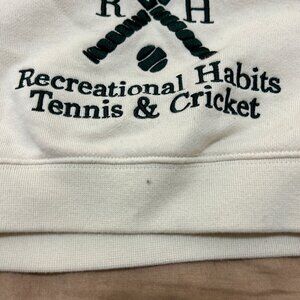 R H
Recreational Habits
Tennis & Cricket